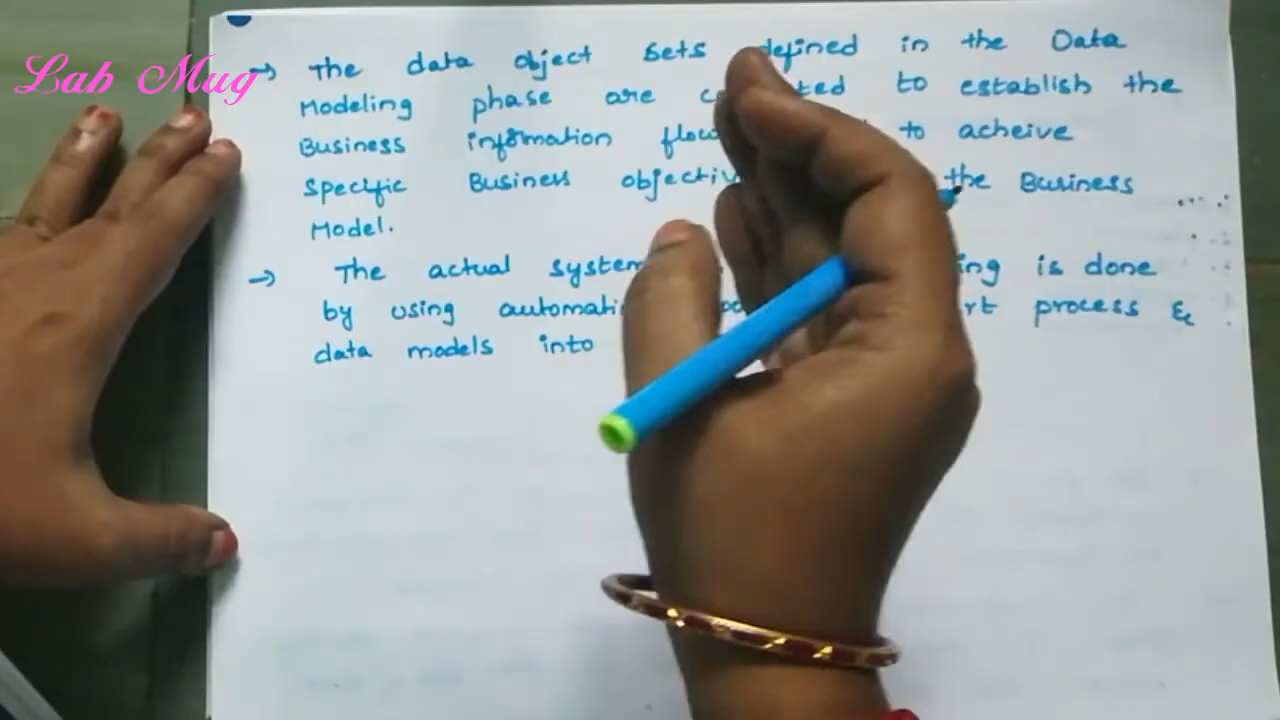 Lab Mug
→ The data object sets defined in the Data
Modeling phase are to establish the
Business information to acheive
Specific Business the Business
Model.
→ The actual system is done
by using process &
data models into